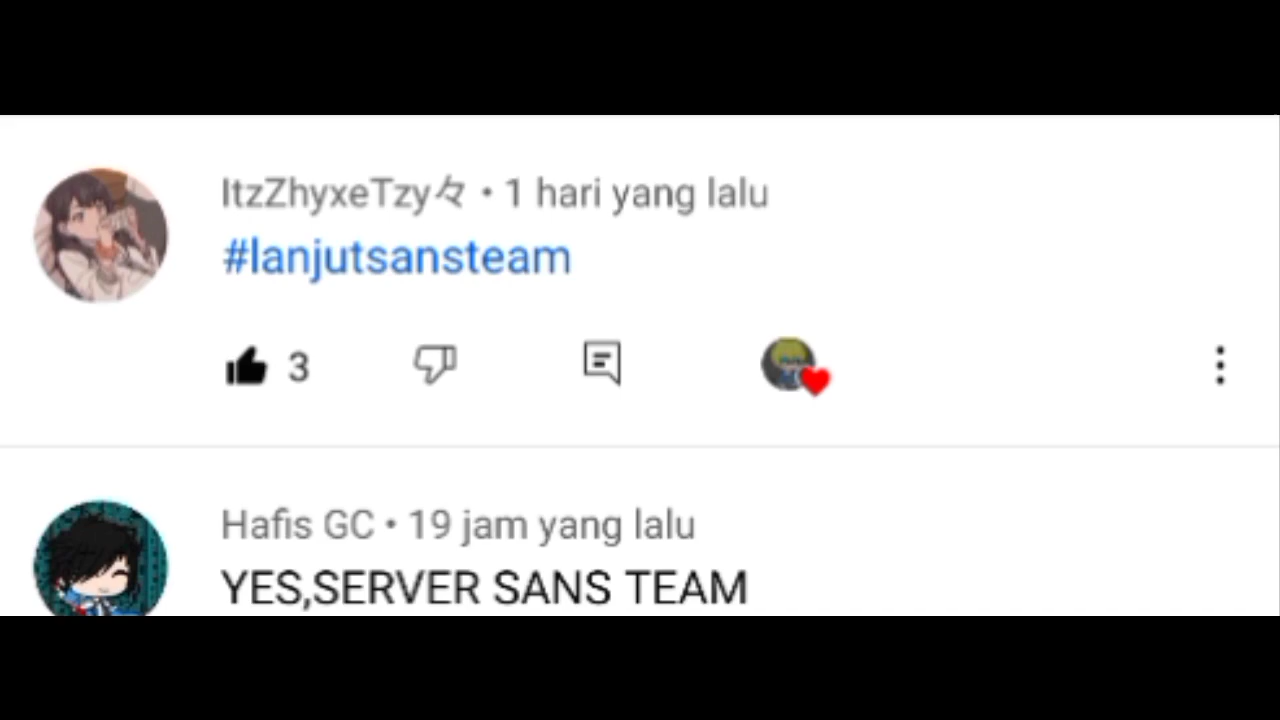 ItzZhyxeTzy々 • 1 hari yang lalu
#lanjutsansteam
3
Hafis GC • 19 jam yang lalu
YES,SERVER SANS TEAM